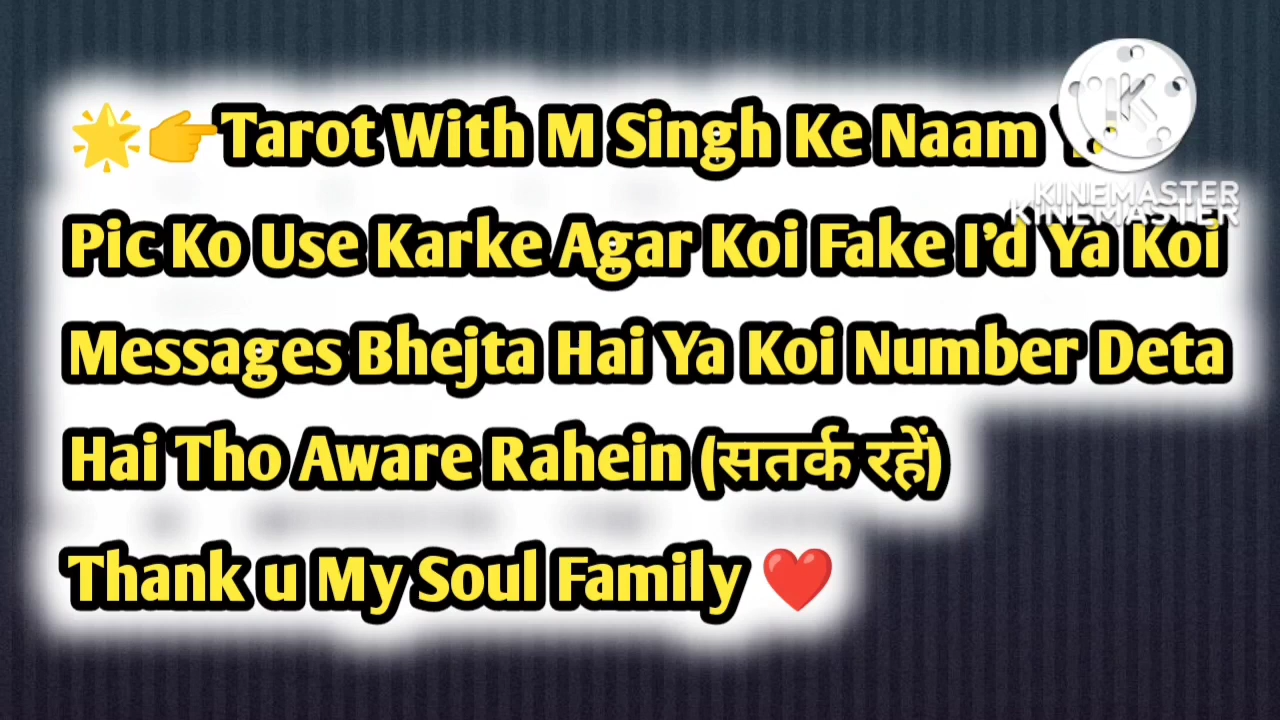 🌟👉Tarot With M Singh Ke Naam
Pic Ko Use Karke Agar Koi Fake I’d Ya Koi
Messages Bhejta Hai Ya Koi Number Deta
Hai Tho Aware Rahein (सतर्क रहें)
Thank u My Soul Family ❤️
KINEMASTER
KINEMASTER